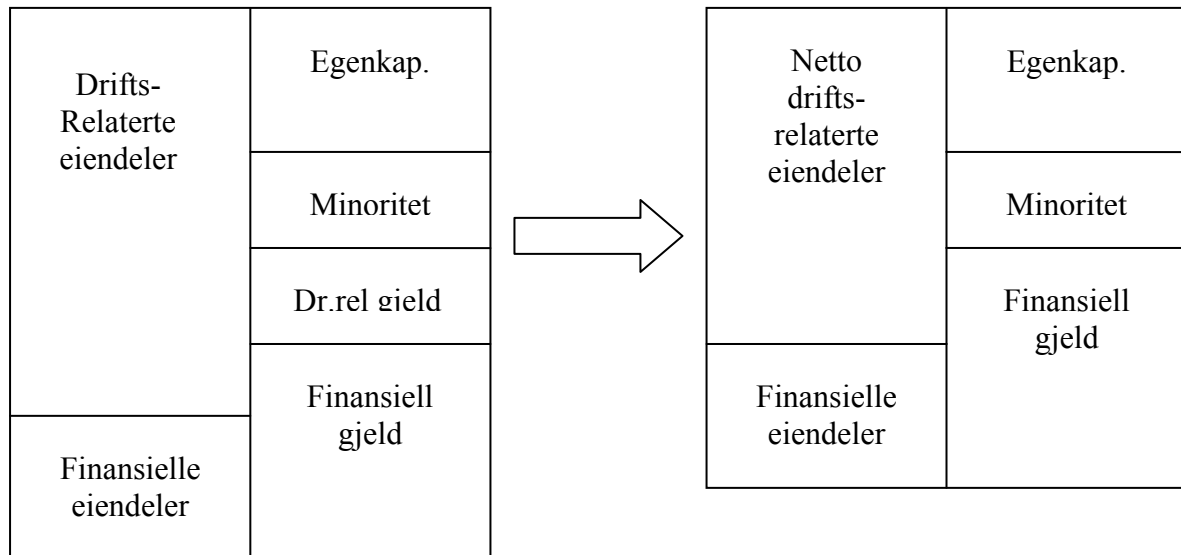 Drifts-
Relaterte
eiendeler
Finansielle
eiendeler
Egenkap.
Minoritet
Dr.rel gjeld
Finansiell
gjeld
Netto
drifts-
relaterte
eiendeler
Finansielle
eiendeler
Egenkap.
Minoritet
Finansiell
gjeld